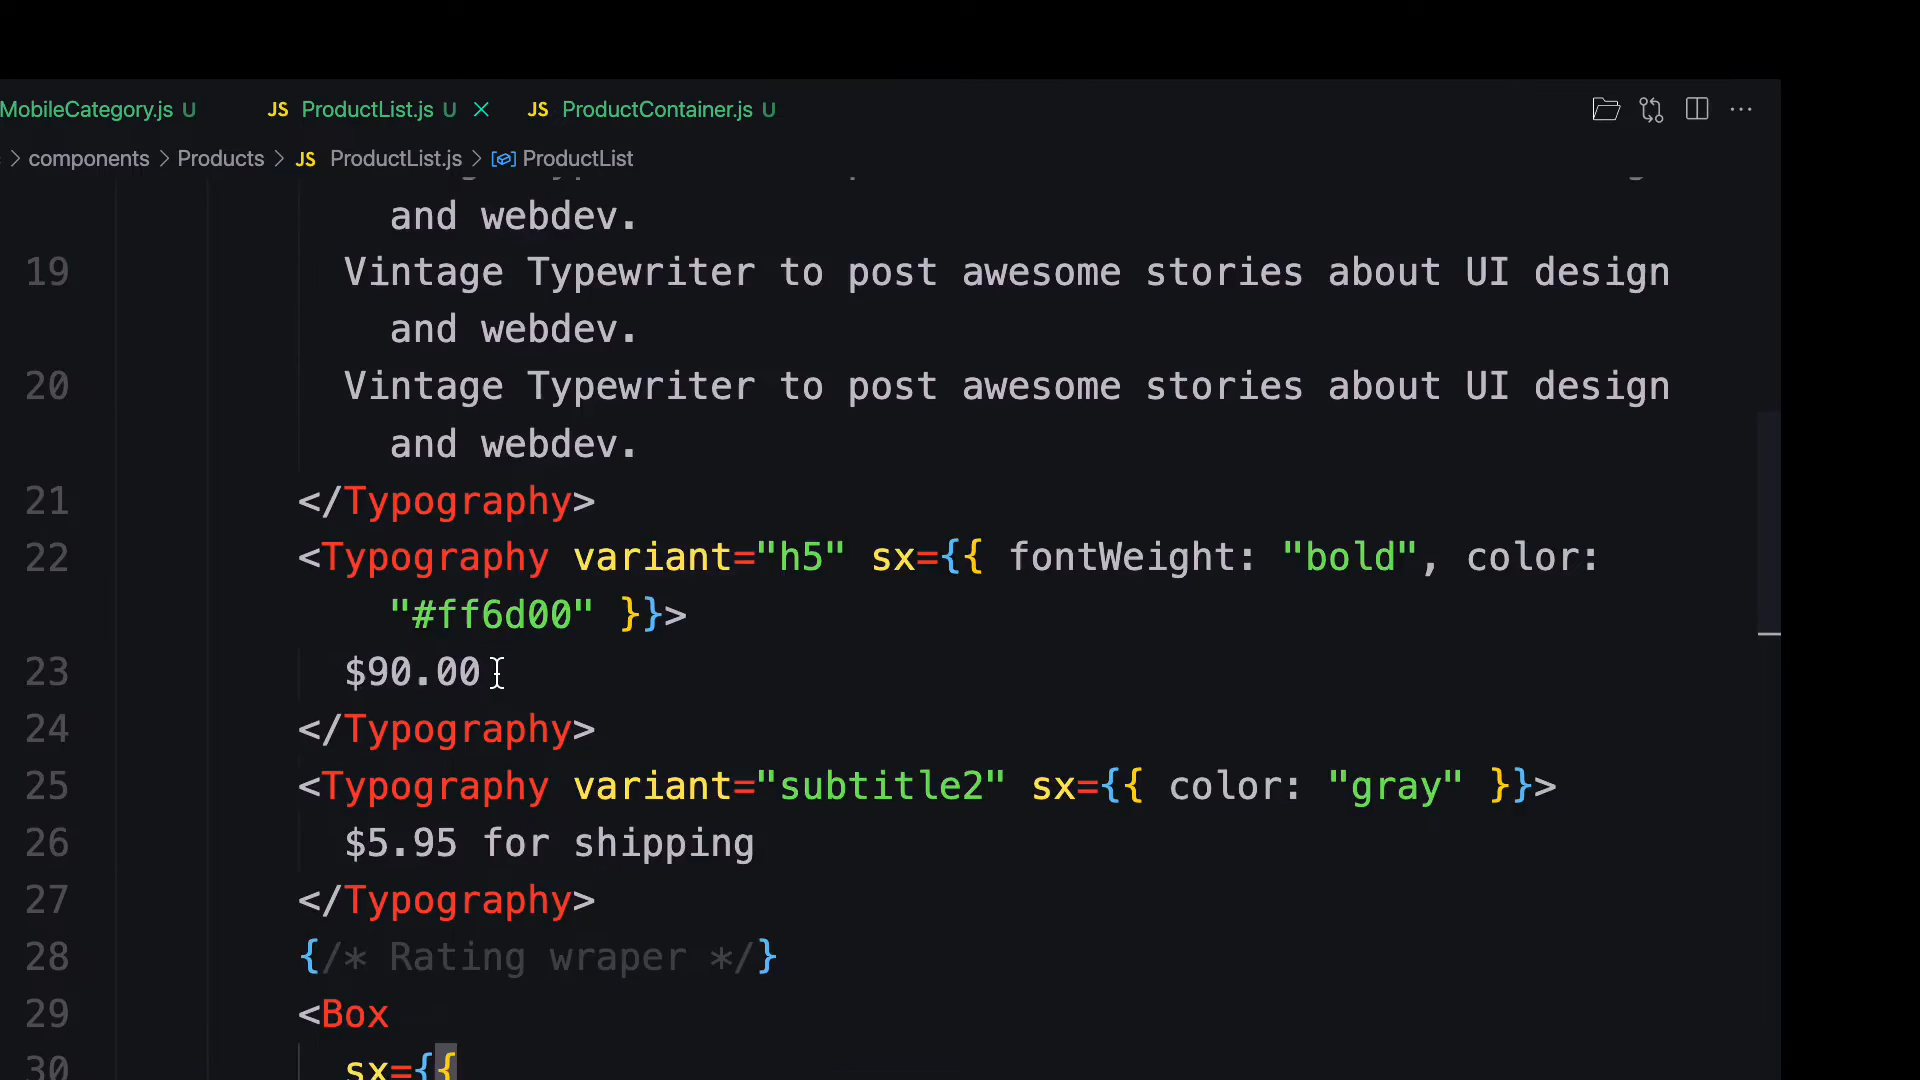 MobileCategory.js U JS ProductList.js U JS ProductContainer.js U
components Products JS ProductList.js ProductList
and webdev.
19 Vintage Typewriter to post awesome stories about UI design
and webdev.
20 Vintage Typewriter to post awesome stories about UI design
and webdev.
21 </Typography>
22 <Typography variant="h5" sx={{ fontWeight: "bold", color:
"#ff6d00" }}>
23 $90.00
24 </Typography>
25 <Typography variant="subtitle2" sx={{ color: "gray" }}>
26 $5.95 for shipping
27 </Typography>
28 {/* Rating wraper */}
29 <Box
30 sx={{